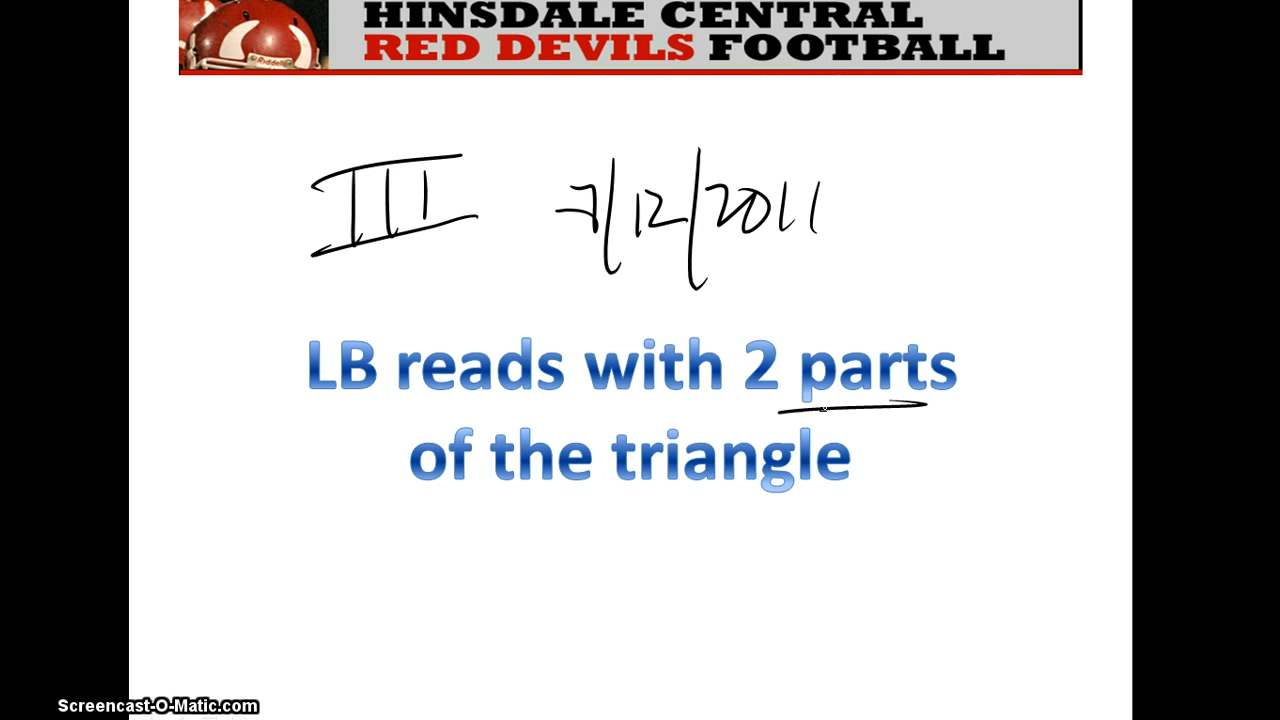 HINSDALE CENTRAL
RED DEVILS FOOTBALL
Riddell
III 7/12/2011
LB reads with 2 parts
of the triangle
Screencast-O-Matic.com